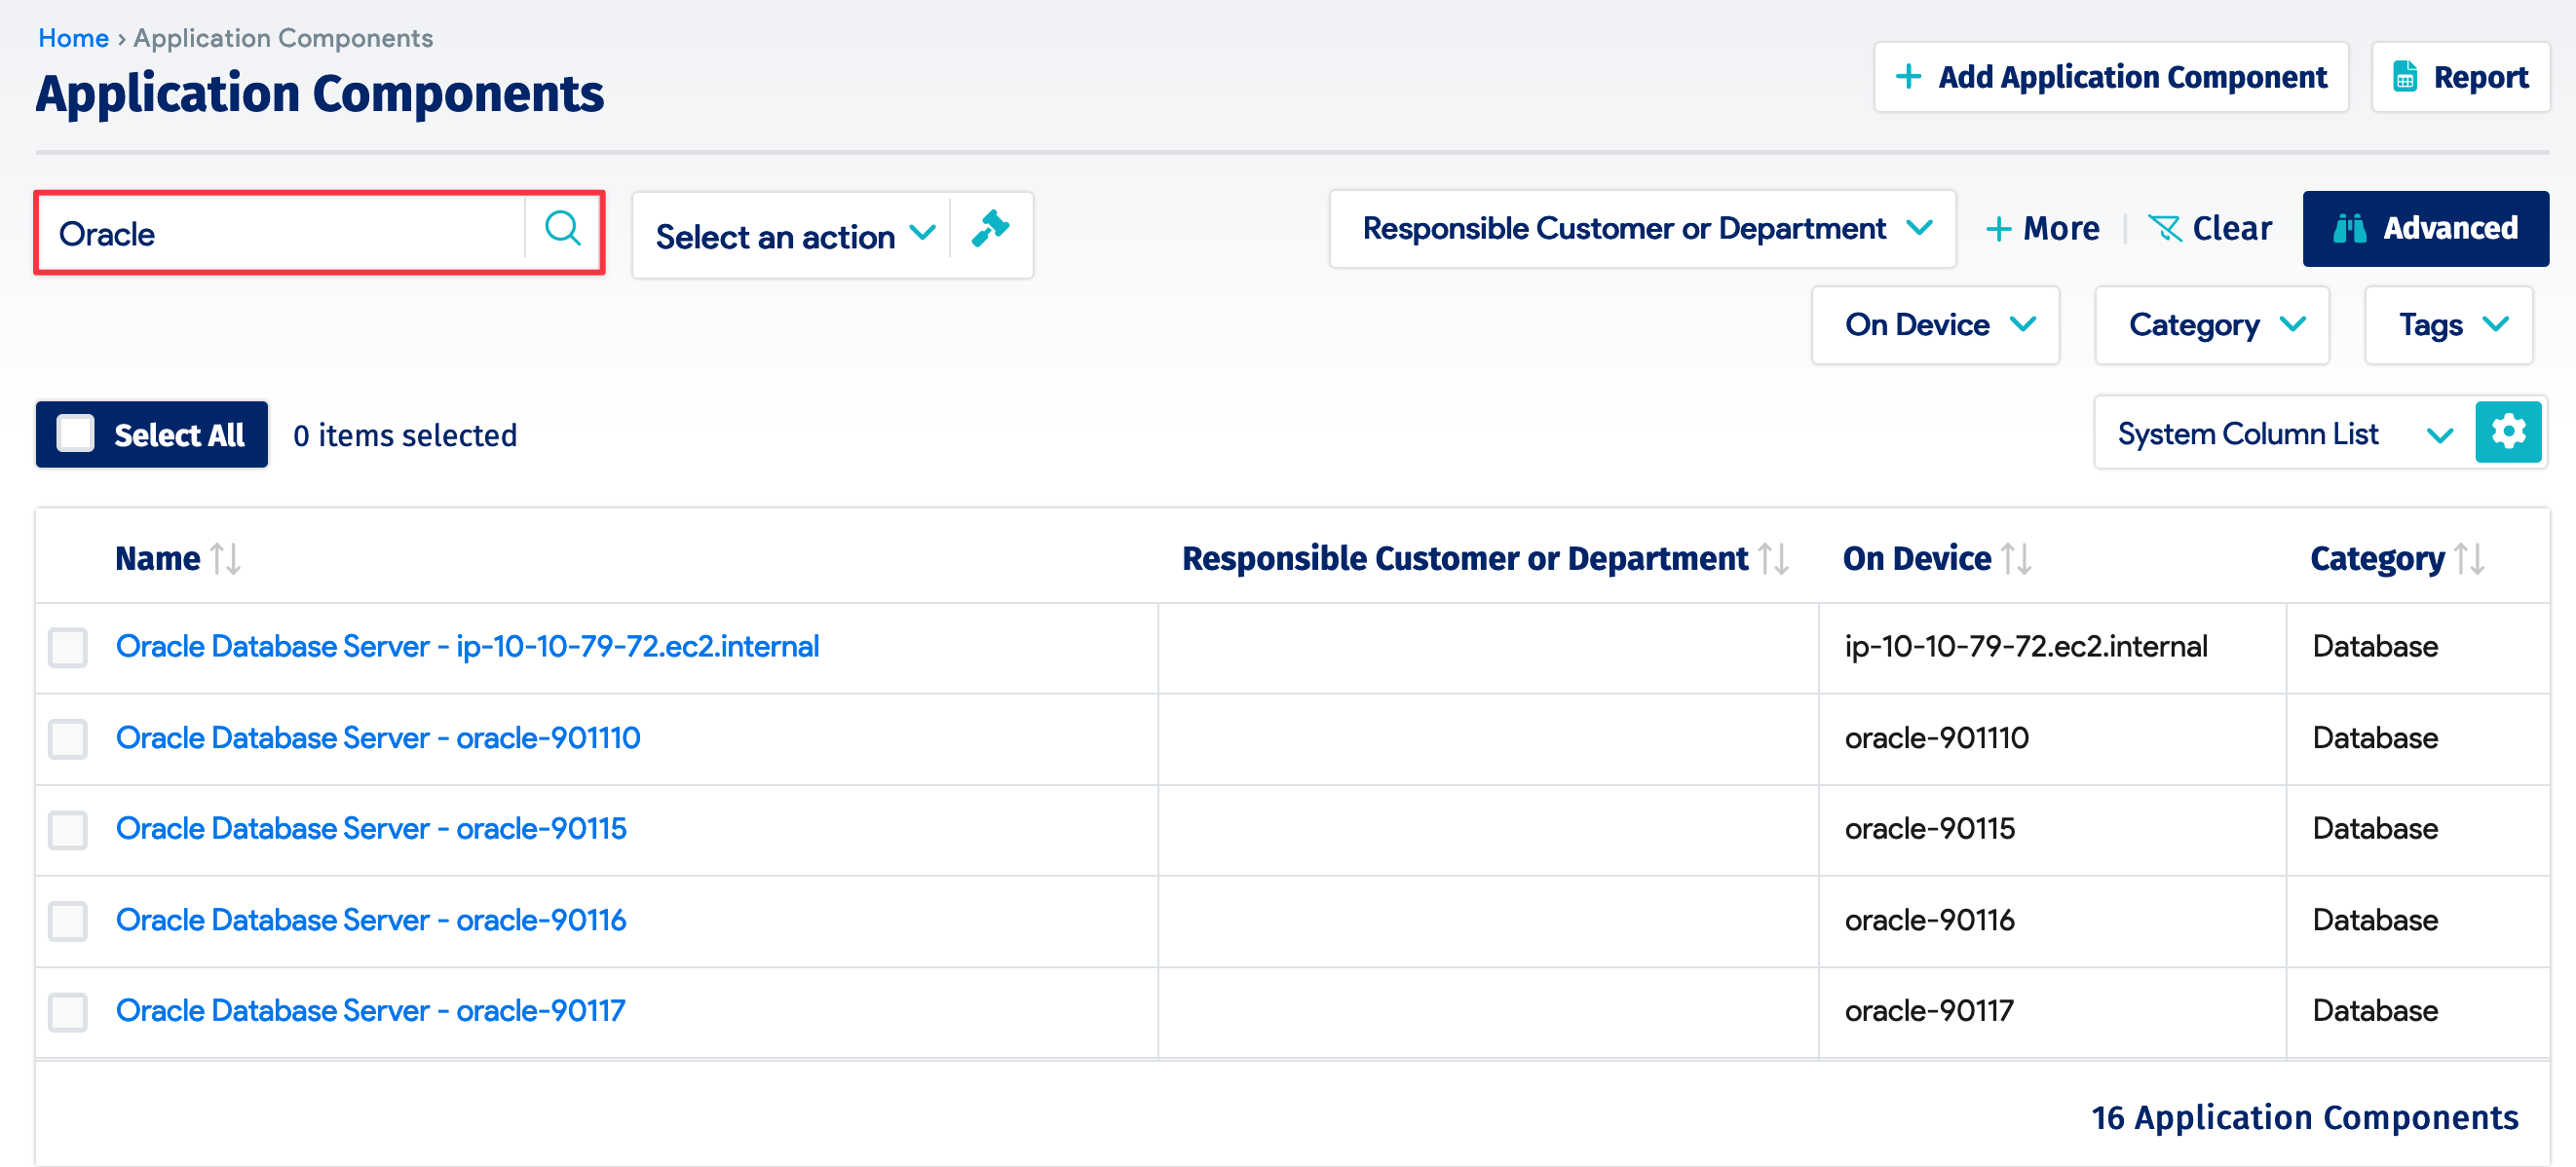 Home › Application Components
Application Components
Add Application Component
Report
Oracle
Select an action
Responsible Customer or Department
More
Clear
Advanced
On Device
Category
Tags
Select All
0 items selected
System Column List
Name Responsible Customer or Department On Device Category
Oracle Database Server - ip-10-10-79-72.ec2.internal ip-10-10-79-72.ec2.internal Database
Oracle Database Server - oracle-901110 oracle-901110 Database
Oracle Database Server - oracle-90115 oracle-90115 Database
Oracle Database Server - oracle-90116 oracle-90116 Database
Oracle Database Server - oracle-90117 oracle-90117 Database
16 Application Components